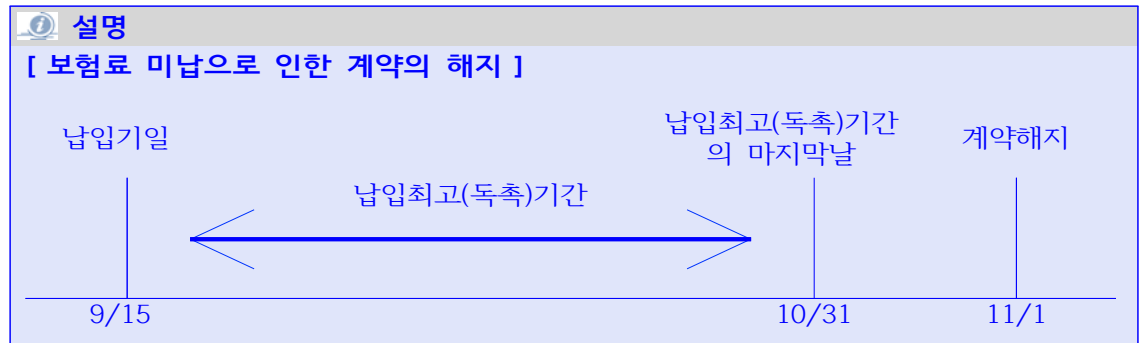 설명
[ 보험료 미납으로 인한 계약의 해지 ]
납입기일
납입최고(독촉)기간
의 마지막날
계약해지
납입최고(독촉)기간
9/15
10/31
11/1